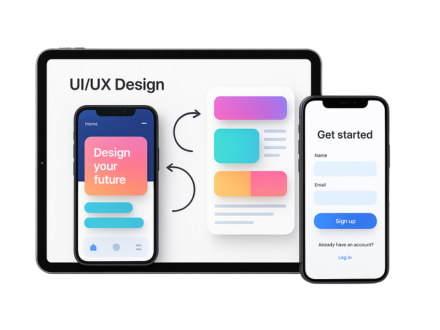 UI/UX Design
Home
Design
your
future
Get started
Name
Email
Sign up
Already have an account?
Log in